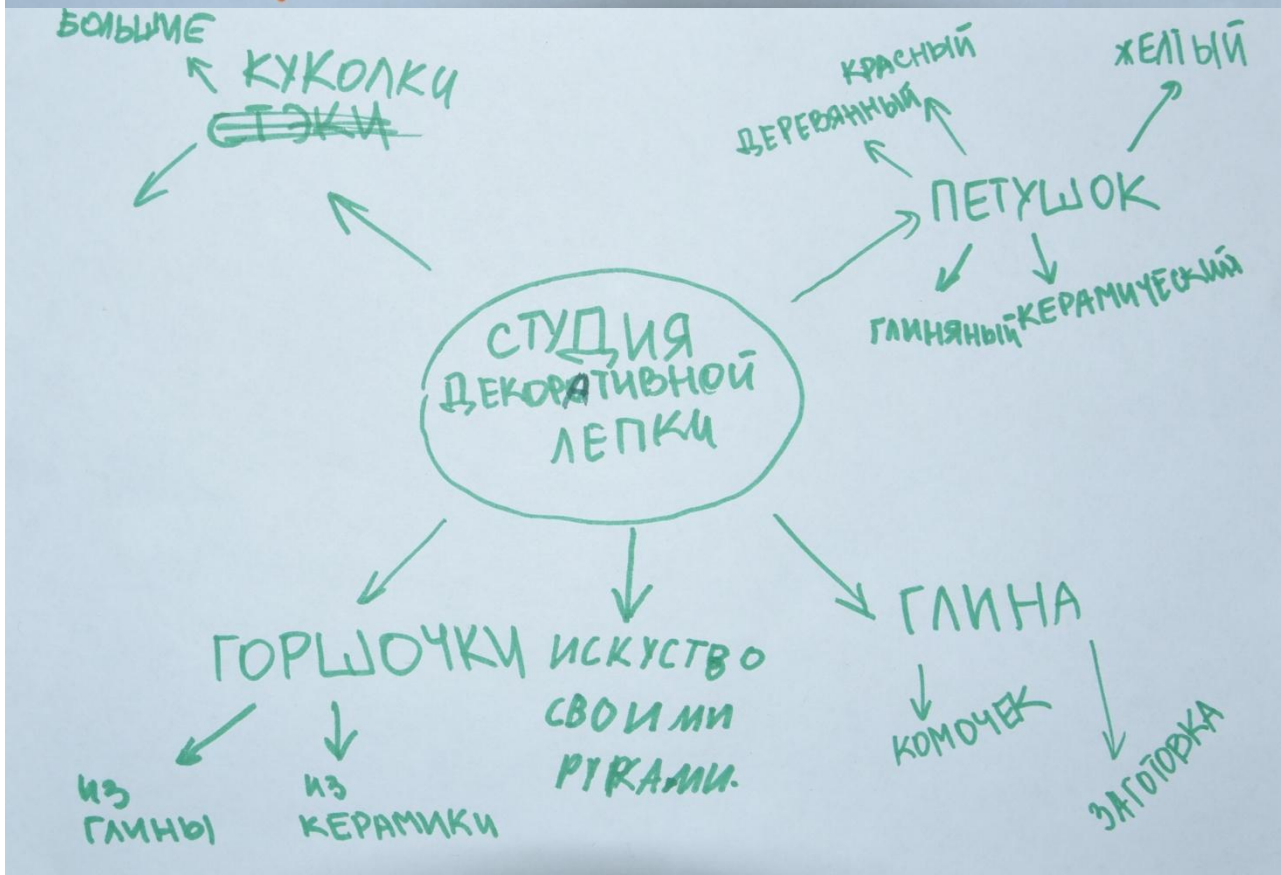 БОЛЬШИЕ
КУКОЛКИ
СТЭКИ
КРАСНЫЙ
ЖЕЛТЫЙ
ДЕРЕВЯННЫЙ
ПЕТУШОК
ГЛИНЯНЫЙ
КЕРАМИЧЕСКИЙ
СТУДИЯ
ДЕКОРАТИВНОЙ
ЛЕПКИ
ГОРШОЧКИ
ИЗ
ГЛИНЫ
ИЗ
КЕРАМИКИ
ИСКУСТВО
СВОИМИ
РУКАМИ.
ГЛИНА
КОМОЧЕК
ЗАГОТОВКА